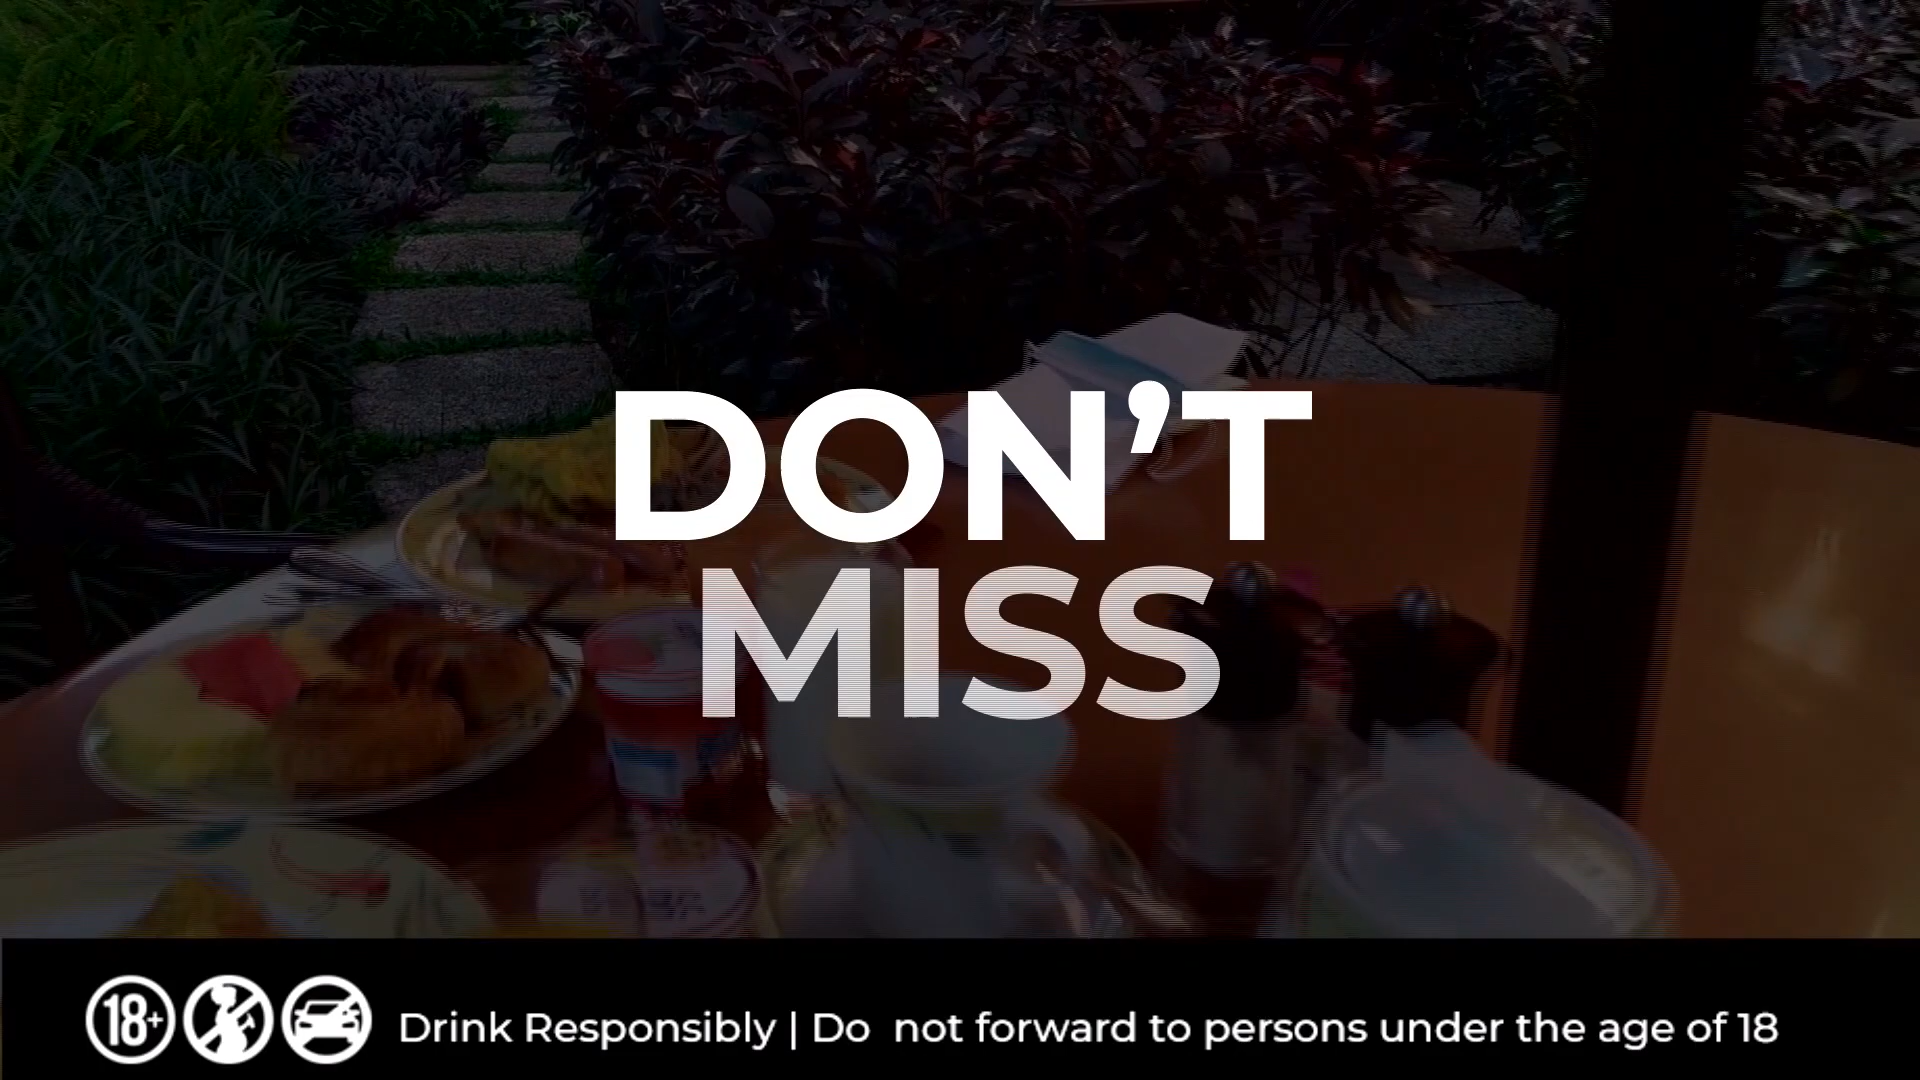 DON’T
MISS
18+ Drink Responsibly | Do  not forward to persons under the age of 18